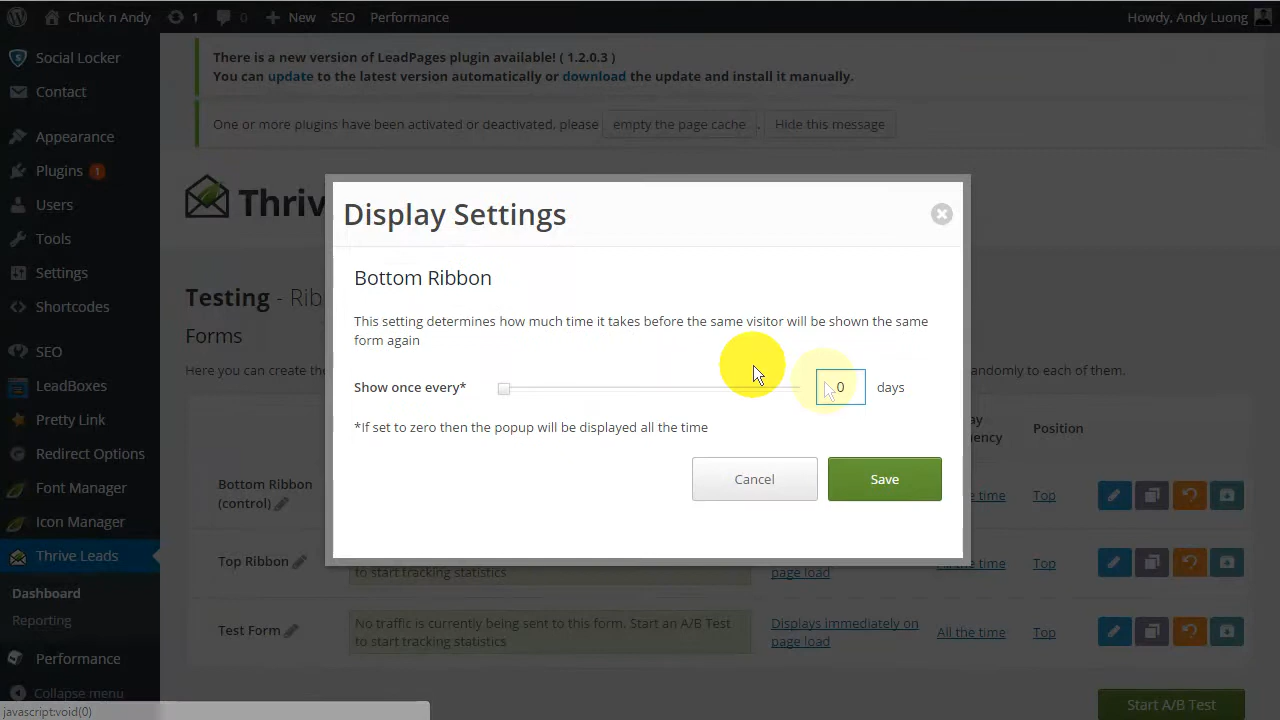 Chuck n Andy
1
0
New
SEO
Performance
Howdy, Andy Luong
Social Locker
Contact
Appearance
Plugins 1
Users
Tools
Settings
Shortcodes
SEO
LeadBoxes
Pretty Link
Redirect Options
Font Manager
Icon Manager
Thrive Leads
Dashboard
Reporting
Performance
Collapse menu
javascript:void(0)
There is a new version of LeadPages plugin available! ( 1.2.0.3 )
You can update to the latest version automatically or download the update and install it manually.
One or more plugins have been activated or deactivated, please empty the page cache . Hide this message
Thriv
Testing - Rib
Forms
Here you can create the
randomly to each of them.
Position
Display Settings
Bottom Ribbon
This setting determines how much time it takes before the same visitor will be shown the same
form again
Show once every* 0 days
*If set to zero then the popup will be displayed all the time
Cancel
Save
Bottom Ribbon
(control)
e time
Top
Top Ribbon
to start tracking statistics
page load
Top
Test Form
No traffic is currently being sent to this form. Start an A/B Test
to start tracking statistics
Displays immediately on
page load
All the time
Top
Start A/B Test